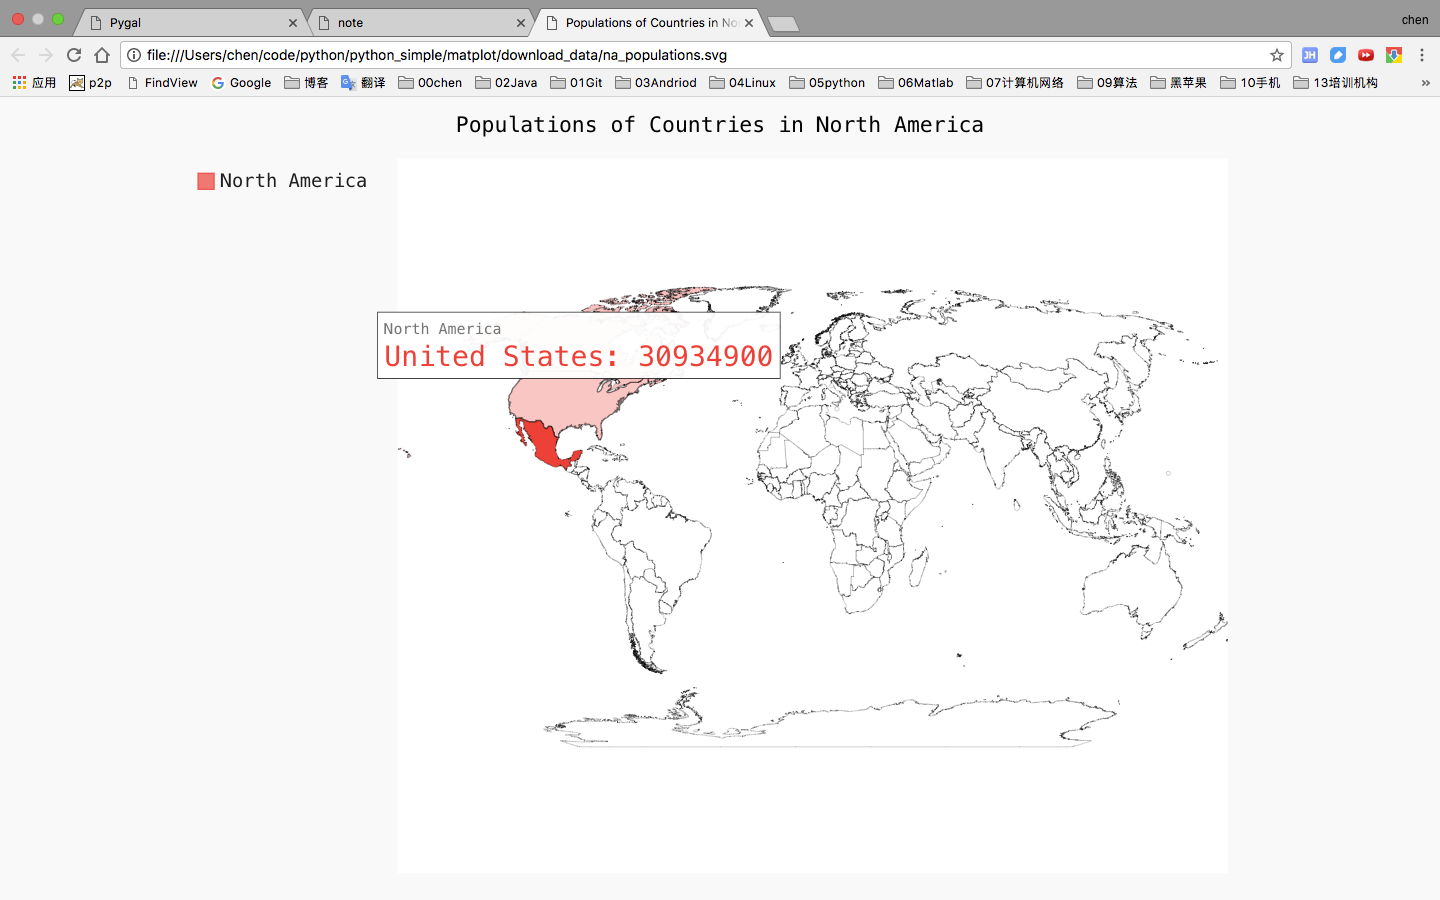 Pygal
note
Populations of Countries in No
chen
file:///Users/chen/code/python/python_simple/matplot/download_data/na_populations.svg
JH
应用
p2p
FindView
Google
博客
翻译
00chen
02Java
01Git
03Andriod
04Linux
05python
06Matlab
07计算机网络
09算法
黑苹果
10手机
13培训机构
»
Populations of Countries in North America
North America
North America
United States: 30934900